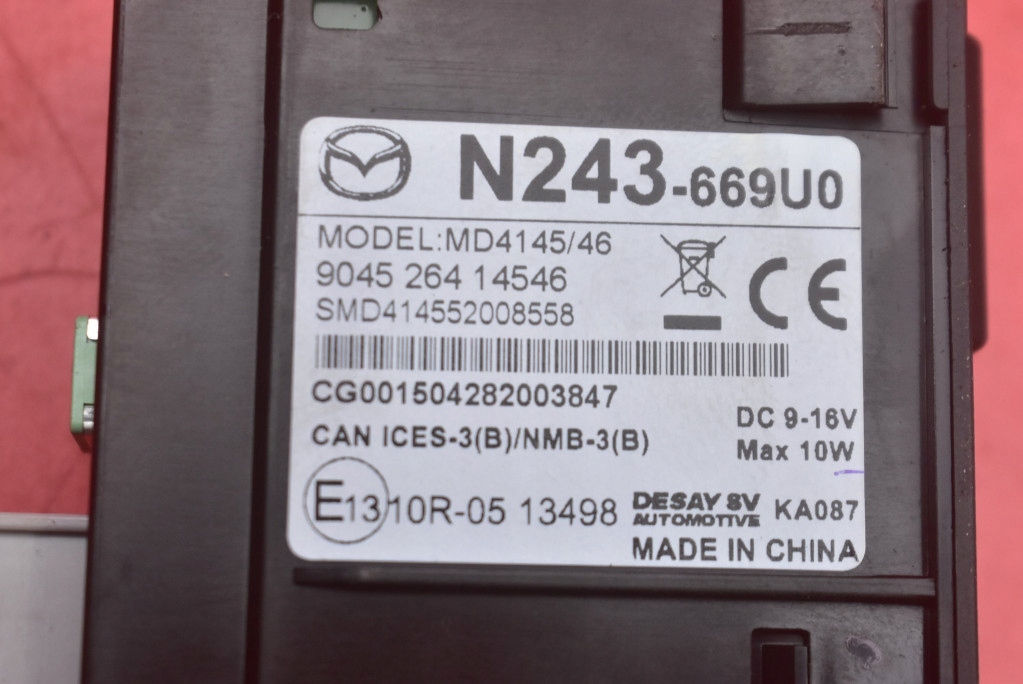 N243-669U0
MODEL:MD4145/46
9045 264 14546
SMD414552008558
CE
CG001504282003847
DC 9-16V
CAN ICES-3(B)/NMB-3(B)
Max 10W
E13 10R-05 13498
DESAY SV
AUTOMOTIVE
KA087
MADE IN CHINA